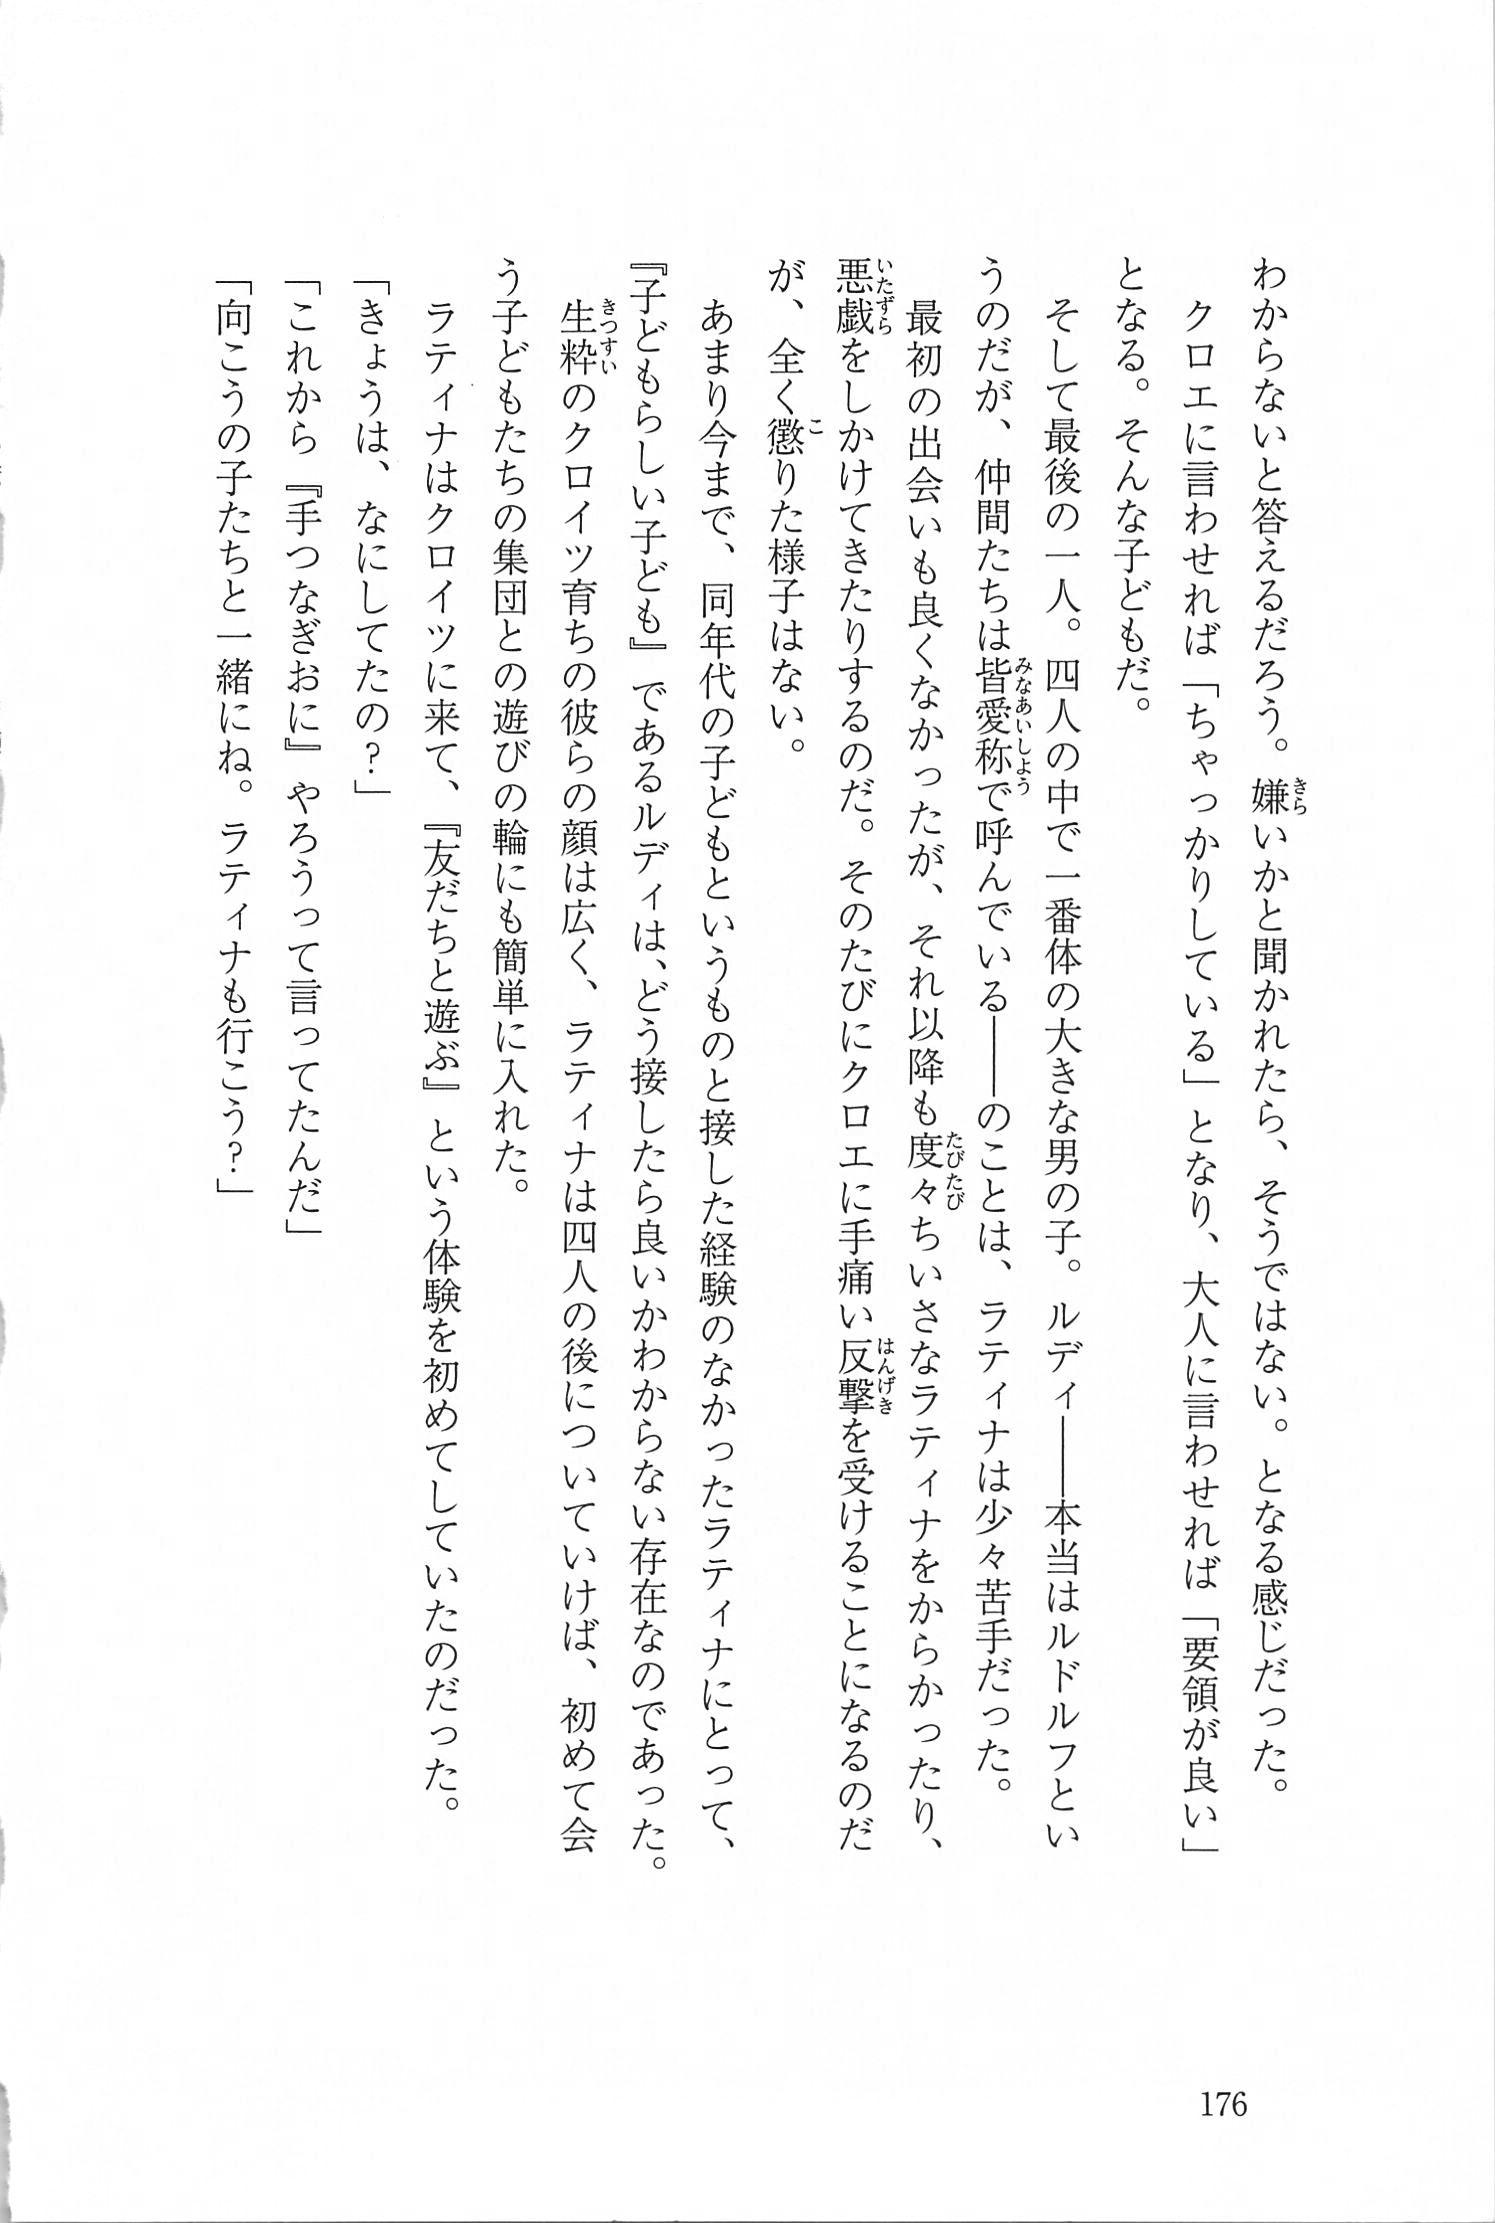 わからないと答えるだろう。嫌いかと聞かれたら、そうではない。となる感じだった。
クロエに言わせれば「ちゃっかりしている」となり、大人に言わせれば「要領が良い」
となる。そんな子どもだ。
そして最後の一人。四人の中で一番体の大きな男の子。ルディ――本当はルドルフとい
うのだが、仲間たちは皆愛称で呼んでいる――のことは、ラティナは少々苦手だった。
最初の出会いも良くなかったが、それ以降も度々ちいさなラティナをからかったり、
悪戯をしかけてきたりするのだ。そのたびにクロエに手痛い反撃を受けることになるのだ
が、全く懲りた様子はない。
あまり今まで、同年代の子どもというものと接した経験のなかったラティナにとって、
『子どもらしい子ども』であるルディは、どう接したら良いかわからない存在なのであった。
生粋のクロイツ育ちの彼らの顔は広く、ラティナは四人の後についていけば、初めて会
う子どもたちの集団との遊びの輪にも簡単に入れた。
ラティナはクロイツに来て、『友だちと遊ぶ』という体験を初めてしていたのだった。
「きょうは、なにしてたの？」
「これから『手つなぎおに』やろうって言ってたんだ」
「向こうの子たちと一緒にね。ラティナも行こう？」
176